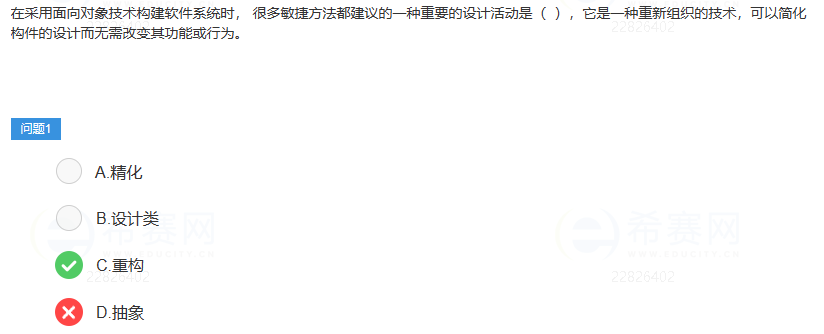 在采用面向对象技术构建软件系统时， 很多敏捷方法都建议的一种重要的设计活动是（ ），它是一种重新组织的技术，可以简化
构件的设计而无需改变其功能或行为。
22826402
问题1
A.精化
B.设计类
希赛网
WWW.EDUCITY.CN
希赛网
WWW.EDUCITY.CN
C.重构
22826402
22826402
D.抽象